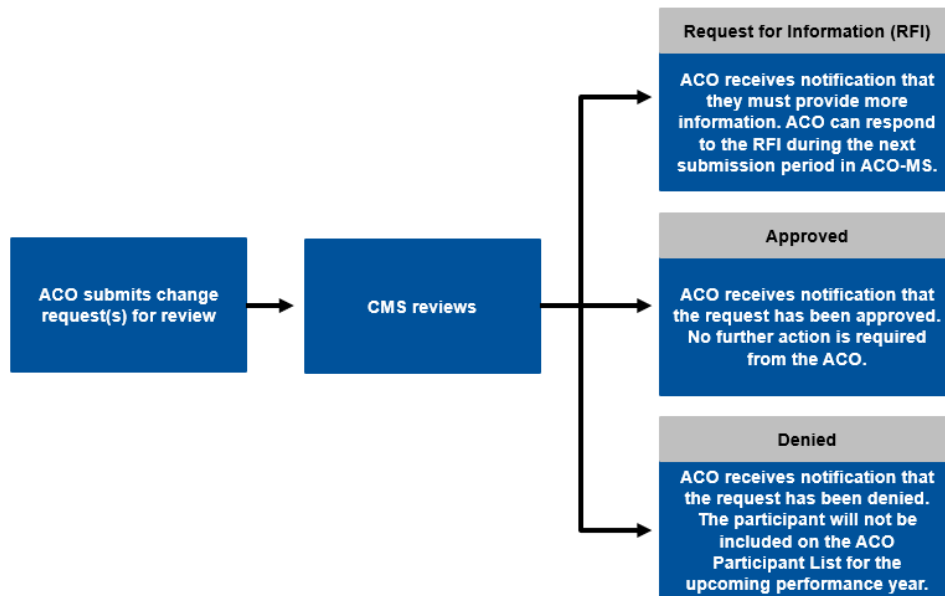 ACO submits change
request(s) for review
CMS reviews
Request for Information (RFI)
ACO receives notification that
they must provide more
information. ACO can respond
to the RFI during the next
submission period in ACO-MS.
Approved
ACO receives notification that
the request has been approved.
No further action is required
from the ACO.
Denied
ACO receives notification that
the request has been denied.
The participant will not be
included on the ACO
Participant List for the
upcoming performance year.